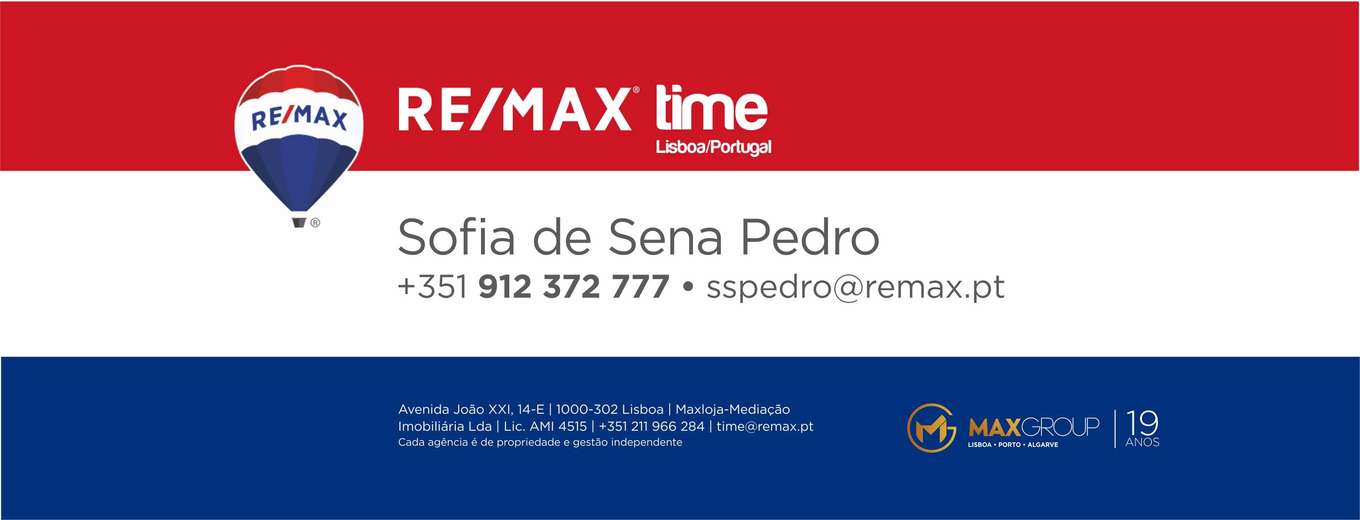 RE/MAX
RE/MAX® time
Lisboa/Portugal
®
Sofia de Sena Pedro
+351 912 372 777 • sspedro@remax.pt
Avenida João XXI, 14-E | 1000-302 Lisboa | Maxloja-Mediação
Imobiliária Lda | Lic. AMI 4515 | +351 211 966 284 | time@remax.pt
Cada agência é de propriedade e gestão independente
MAXGROUP
LISBOA • PORTO • ALGARVE
19
ANOS